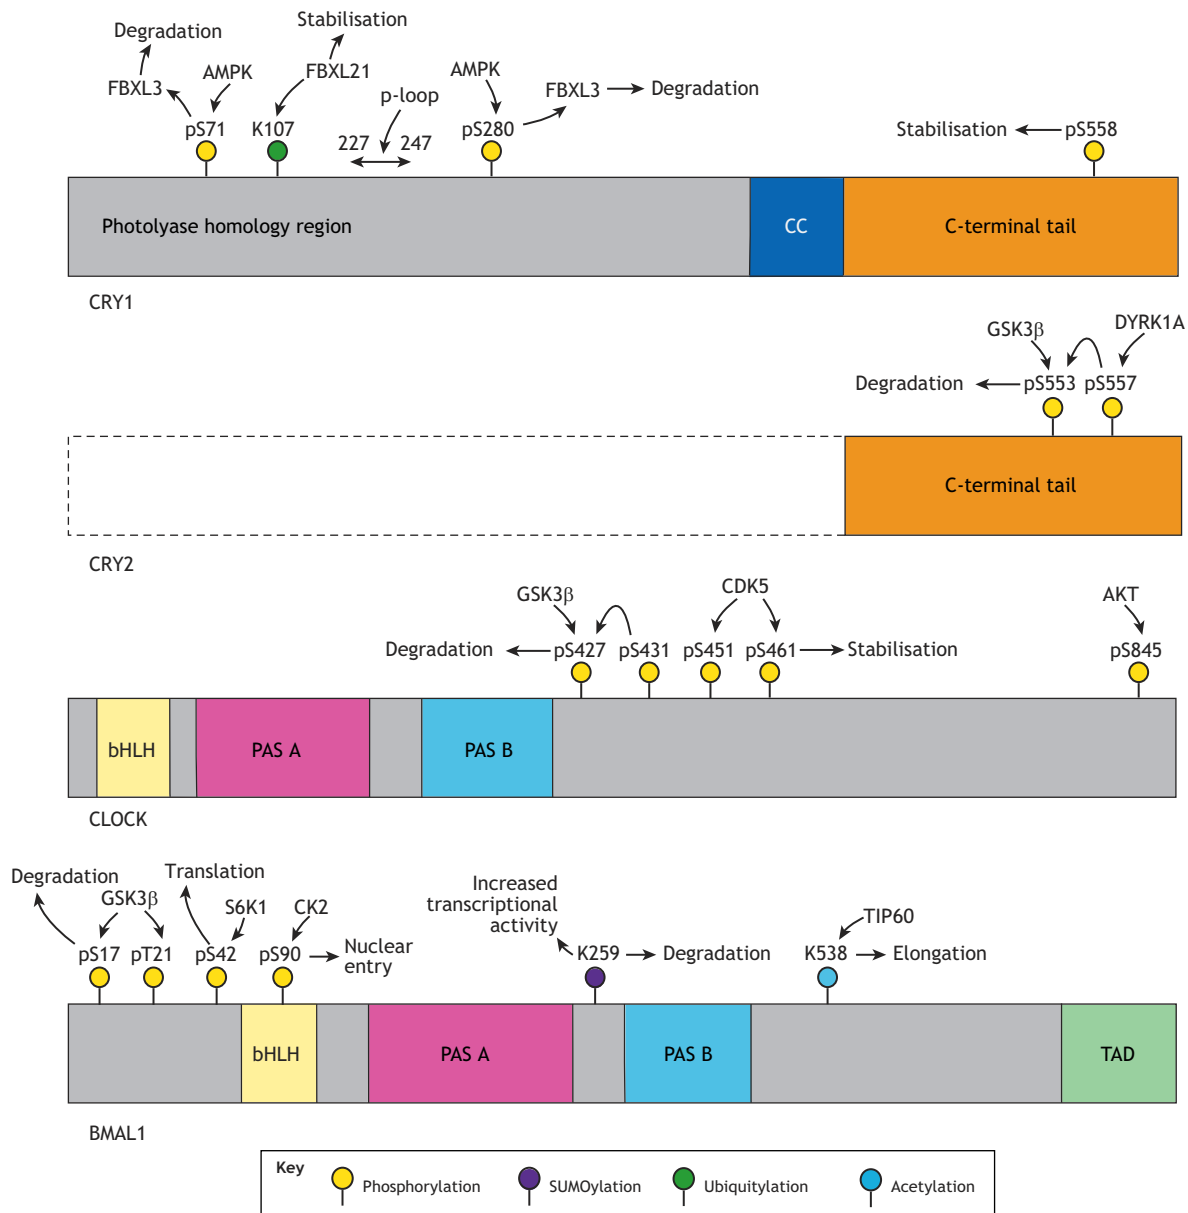 Stabilisation
Degradation
FBXL3
AMPK
FBXL21
p-loop
AMPK
FBXL3
Degradation
pS71
K107
227
247
pS280
Stabilisation
pS558
Photolyase homology region
CC
C-terminal tail
CRY1
GSK3β
DYRK1A
Degradation
pS553
pS557
C-terminal tail
CRY2
GSK3β
CDK5
AKT
Degradation
pS427
pS431
pS451
pS461
Stabilisation
pS845
bHLH
PAS A
PAS B
CLOCK
Degradation
Translation
GSK3β
S6K1
CK2
Increased
transcriptional
activity
TIP60
pS17
pT21
pS42
pS90
Nuclear
entry
K259
Degradation
K538
Elongation
bHLH
PAS A
PAS B
TAD
BMAL1
Key
Phosphorylation
SUMOylation
Ubiquitylation
Acetylation